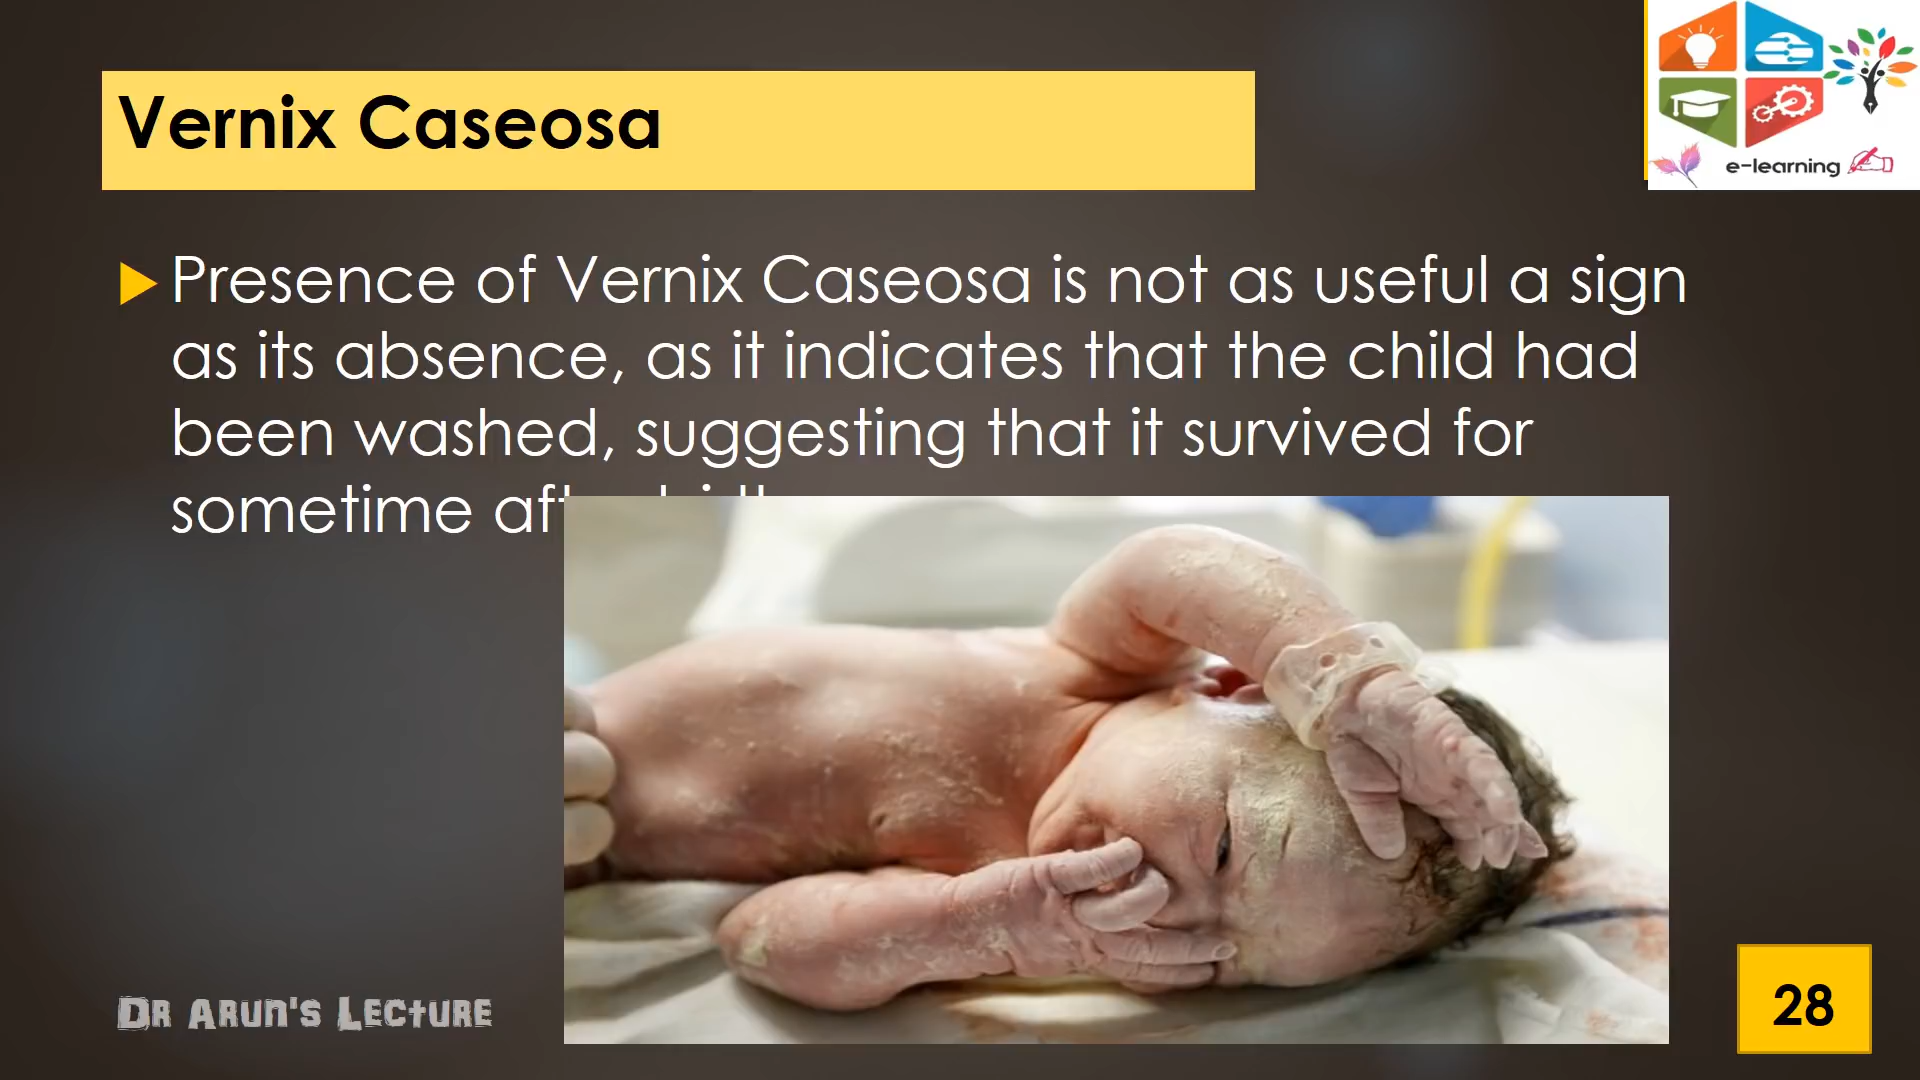 Vernix Caseosa
e-learning
Presence of Vernix Caseosa is not as useful a sign
as its absence, as it indicates that the child had
been washed, suggesting that it survived for
sometime
Dr Arun's Lecture
28